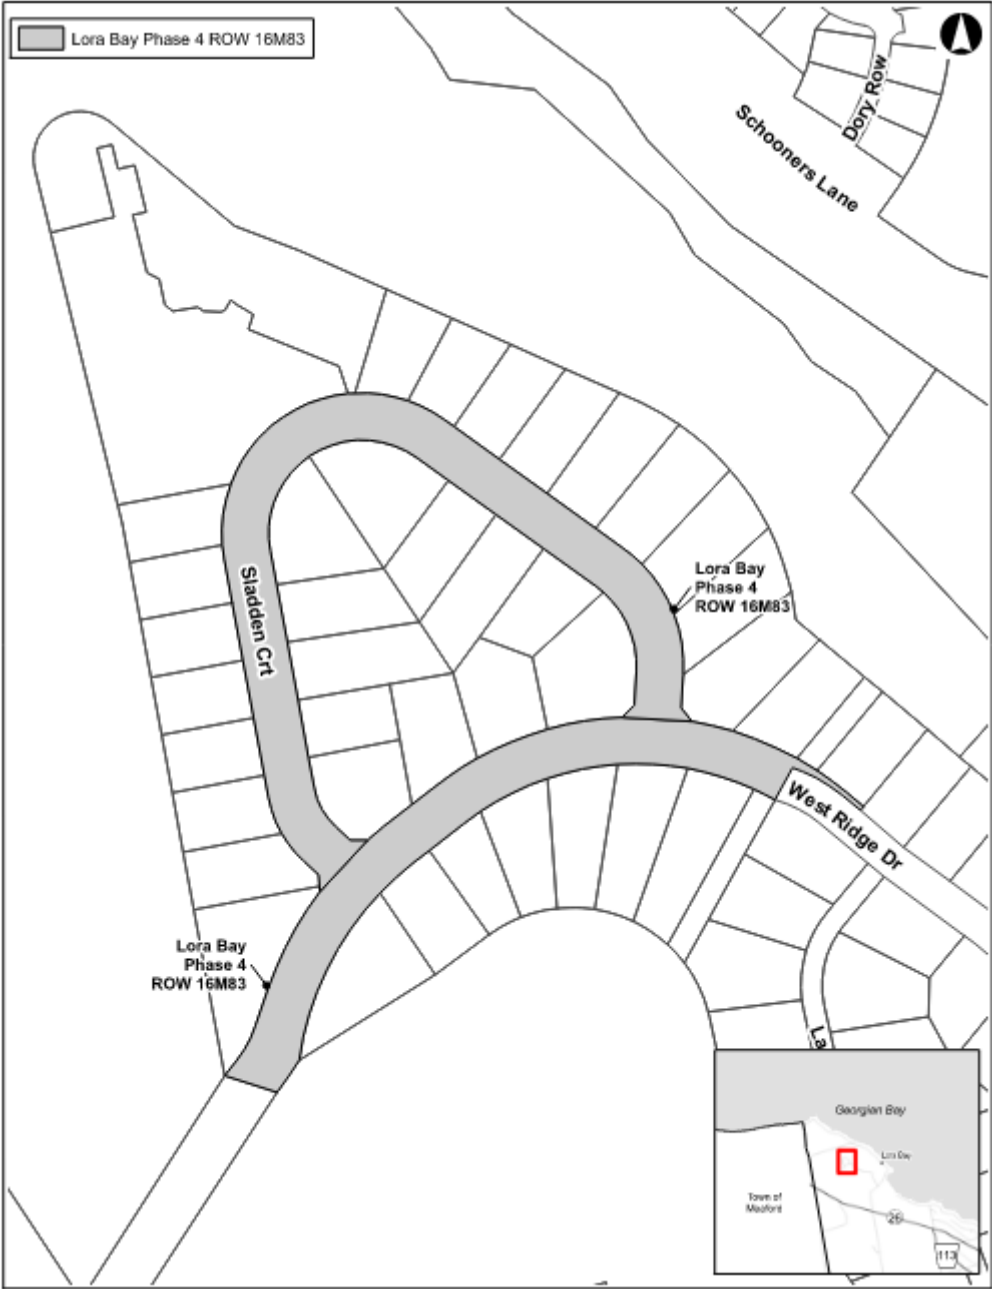 Lora Bay Phase 4 ROW 16M83
Dory Row
Schooners Lane
Lora Bay
Phase 4
ROW 16M83
Sladden Crt
West Ridge Dr
Lora Bay
Phase 4
ROW 16M83
La
Georgian Bay
Lora Bay
Town of
Meaford
26
113